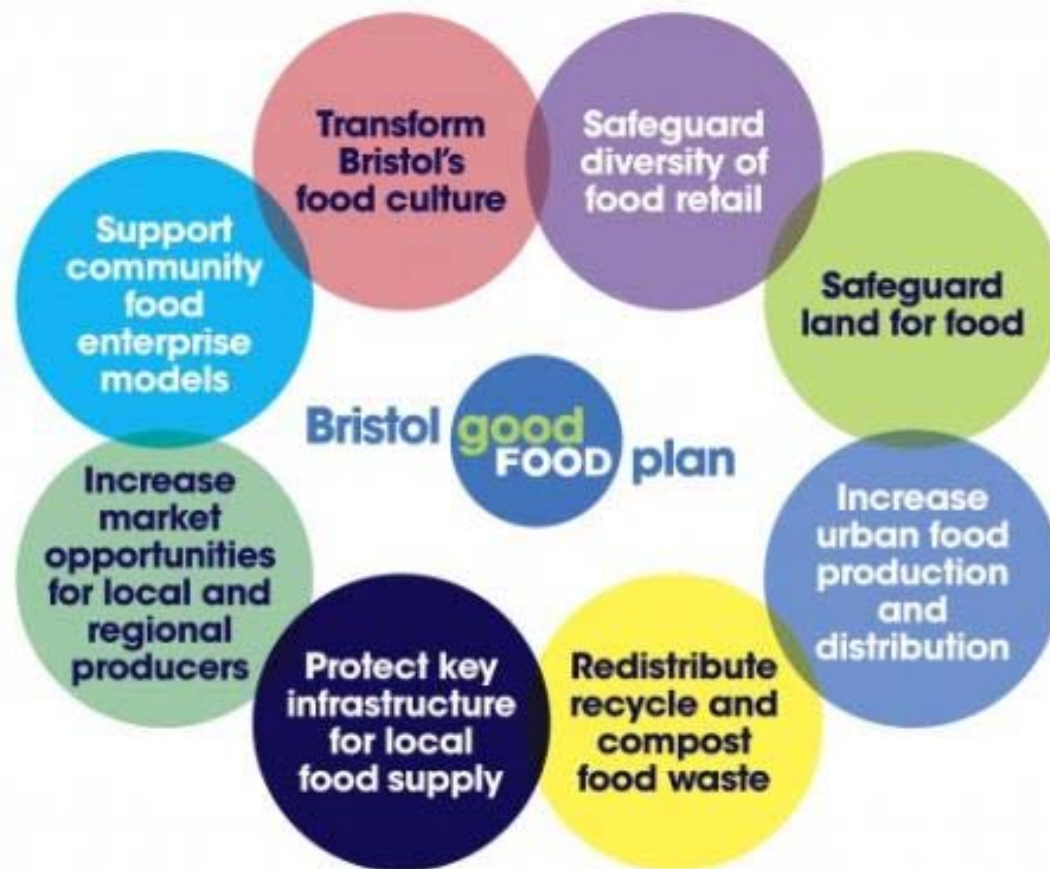 Transform
Bristol's
food culture
Safeguard
diversity of
food retail
Safeguard
land for food
Increase
urban food
production
and
distribution
Redistribute
recycle and
compost
food waste
Protect key
infrastructure
for local
food supply
Increase
market
opportunities
for local and
regional
producers
Support
community
food
enterprise
models
Bristol good
FOOD plan